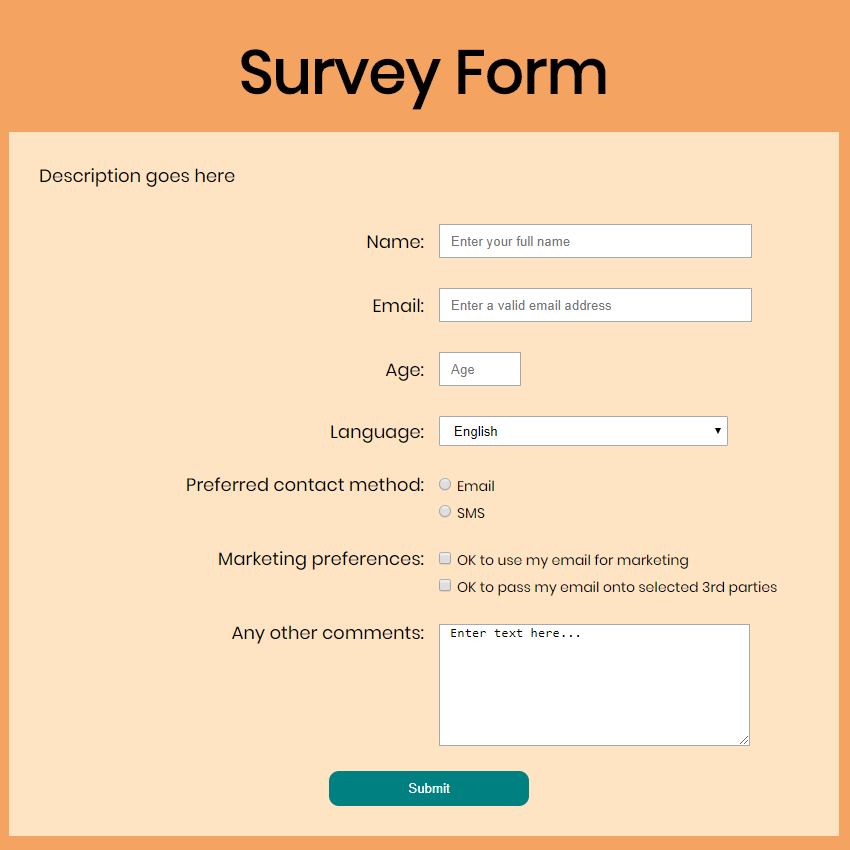 Survey Form
Description goes here
Name: Enter your full name
Email: Enter a valid email address
Age: Age
Language: English
Preferred contact method: Email
SMS
Marketing preferences: OK to use my email for marketing
OK to pass my email onto selected 3rd parties
Any other comments: Enter text here...
Submit